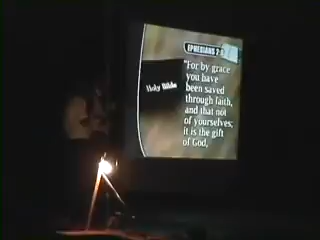 EPHESIANS 2:8
"For by grace
you have
been saved
through faith,
and that not
of yourselves;
it is the gift
of God,
Holy Bible